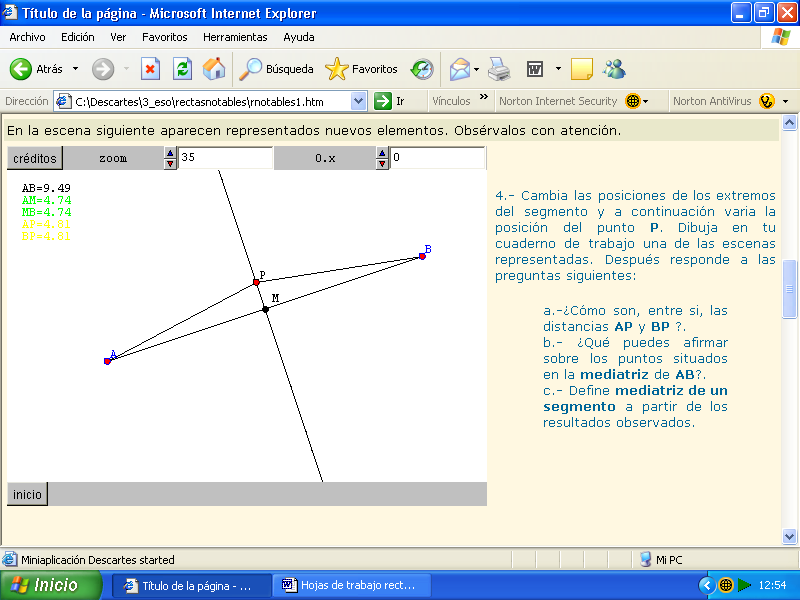 Título de la página - Microsoft Internet Explorer
Archivo Edición Ver Favoritos Herramientas Ayuda
Atrás Búsqueda Favoritos
Dirección C:\Descartes\3_eso\rectasnotables\rnotables1.htm Ir Vínculos » Norton Internet Security Norton AntiVirus
En la escena siguiente aparecen representados nuevos elementos. Obsérvalos con atención.
créditos zoom 35 O.x 0
AB=9.49
AM=4.74
MB=4.74
AP=4.81
BP=4.81
B
P
M
A
4.- Cambia las posiciones de los extremos
del segmento y a continuación varia la
posición del punto P. Dibuja en tu
cuaderno de trabajo una de las escenas
representadas. Después responde a las
preguntas siguientes:
a.-¿Cómo son, entre si, las
distancias AP y BP ?.
b.- ¿Qué puedes afirmar
sobre los puntos situados
en la mediatriz de AB?.
c.- Define mediatriz de un
segmento a partir de los
resultados observados.
inicio
Miniaplicación Descartes started Mi PC
Inicio Título de la página - ... Hojas de trabajo rect... 12:54